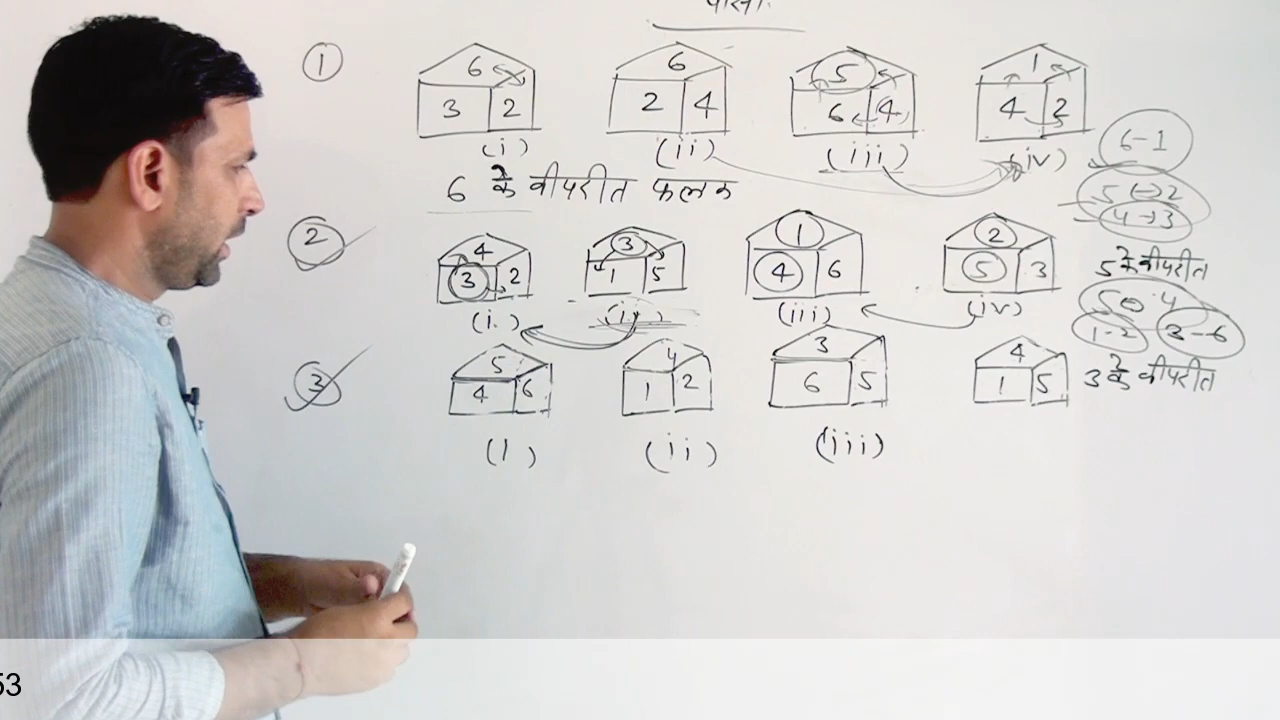 पासा
①
6 3 2
6 2 4
5 6 4
1 4 2
(i) (ii) (iii) (iv)
6-1
5↔2
4→3
6 के वीपरीत फलक
②
4 3 2
3 1 5
1 4 6
2 5 3
(i) (ii) (iii) (iv)
5 के वीपरीत
5 4
1-2 3-6
③
5 4 6
4 1 2
3 6 5
4 1 5
3 के वीपरीत
(i) (ii) (iii)
53